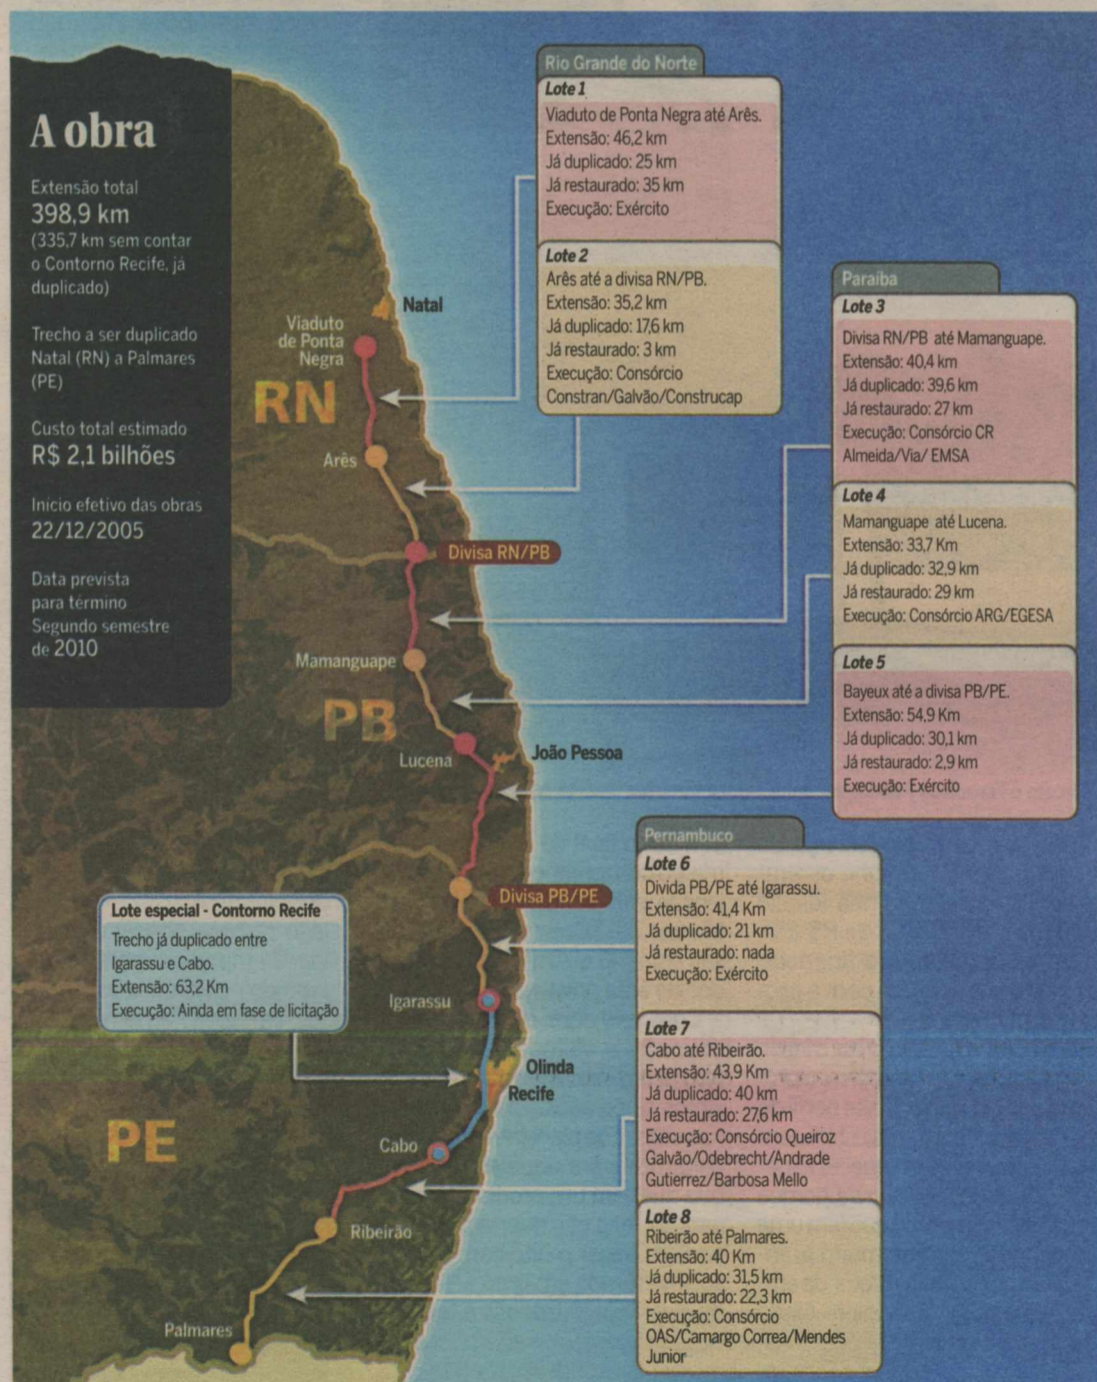 A obra
Extensão total
398,9 km
(335,7 km sem contar
o Contorno Recife, já
duplicado)
Trecho a ser duplicado
Natal (RN) a Palmares
(PE)
Custo total estimado
R$ 2,1 bilhões
Início efetivo das obras
22/12/2005
Data prevista
para término
Segundo semestre
de 2010
Rio Grande do Norte
Lote 1
Viaduto de Ponta Negra até Arês.
Extensão: 46,2 km
Já duplicado: 25 km
Já restaurado: 35 km
Execução: Exército
Lote 2
Arês até a divisa RN/PB.
Extensão: 35,2 km
Já duplicado: 17,6 km
Já restaurado: 3 km
Execução: Consórcio
Constran/Galvão/Construcap
Paraíba
Lote 3
Divisa RN/PB até Mamanguape.
Extensão: 40,4 km
Já duplicado: 39,6 km
Já restaurado: 27 km
Execução: Consórcio CR
Almeida/Via/ EMSA
Lote 4
Mamanguape até Lucena.
Extensão: 33,7 Km
Já duplicado: 32,9 km
Já restaurado: 29 km
Execução: Consórcio ARG/EGESA
Lote 5
Bayeux até a divisa PB/PE.
Extensão: 54,9 Km
Já duplicado: 30,1 km
Já restaurado: 2,9 km
Execução: Exército
Pernambuco
Lote 6
Divida PB/PE até Igarassu.
Extensão: 41,4 Km
Já duplicado: 21 km
Já restaurado: nada
Execução: Exército
Lote 7
Cabo até Ribeirão.
Extensão: 43,9 Km
Já duplicado: 40 km
Já restaurado: 27,6 km
Execução: Consórcio Queiroz
Galvão/Odebrecht/Andrade
Gutierrez/Barbosa Mello
Lote 8
Ribeirão até Palmares.
Extensão: 40 Km
Já duplicado: 31,5 km
Já restaurado: 22,3 km
Execução: Consórcio
OAS/Camargo Correa/Mendes
Junior
Lote especial - Contorno Recife
Trecho já duplicado entre
Igarassu e Cabo.
Extensão: 63,2 Km
Execução: Ainda em fase de licitação
Natal
Viaduto
de Ponta
Negra
RN
Arês
Divisa RN/PB
Mamanguape
PB
Lucena
João Pessoa
Divisa PB/PE
Igarassu
Olinda
Recife
PE
Cabo
Ribeirão
Palmares